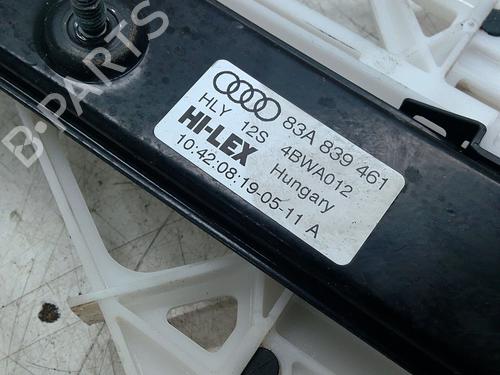 83A 839 461
HLY 12S 4BWA012
HI-LEX Hungary
10:42:08:19-05-11 A
B-PARTS